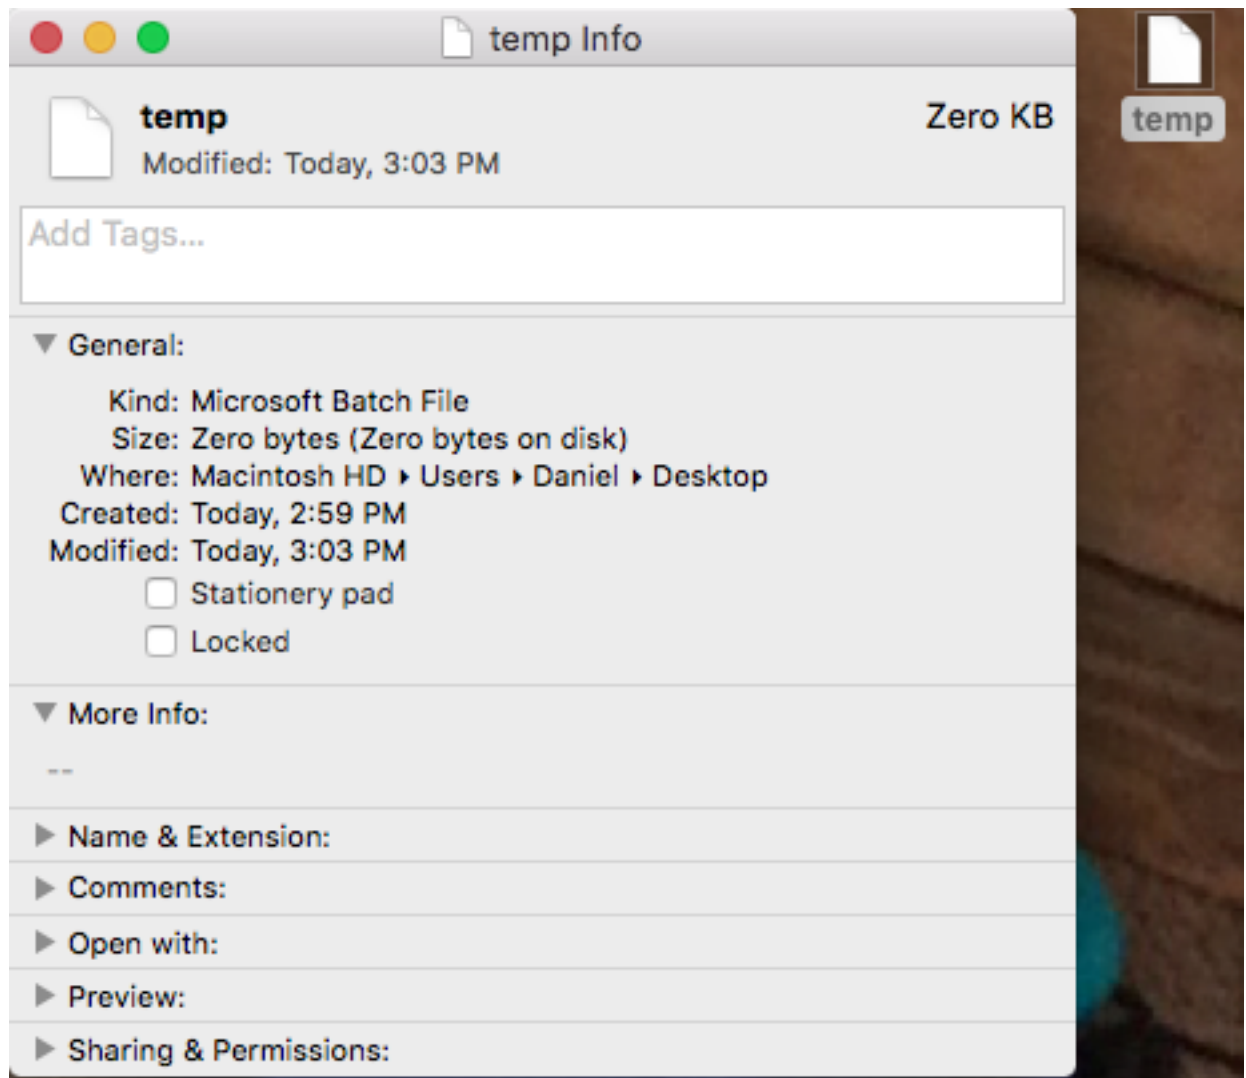 temp Info
temp
temp
Zero KB
Modified: Today, 3:03 PM
Add Tags...
General:
Kind: Microsoft Batch File
Size: Zero bytes (Zero bytes on disk)
Where: Macintosh HD ▸ Users ▸ Daniel ▸ Desktop
Created: Today, 2:59 PM
Modified: Today, 3:03 PM
Stationery pad
Locked
More Info:
--
Name & Extension:
Comments:
Open with:
Preview:
Sharing & Permissions: